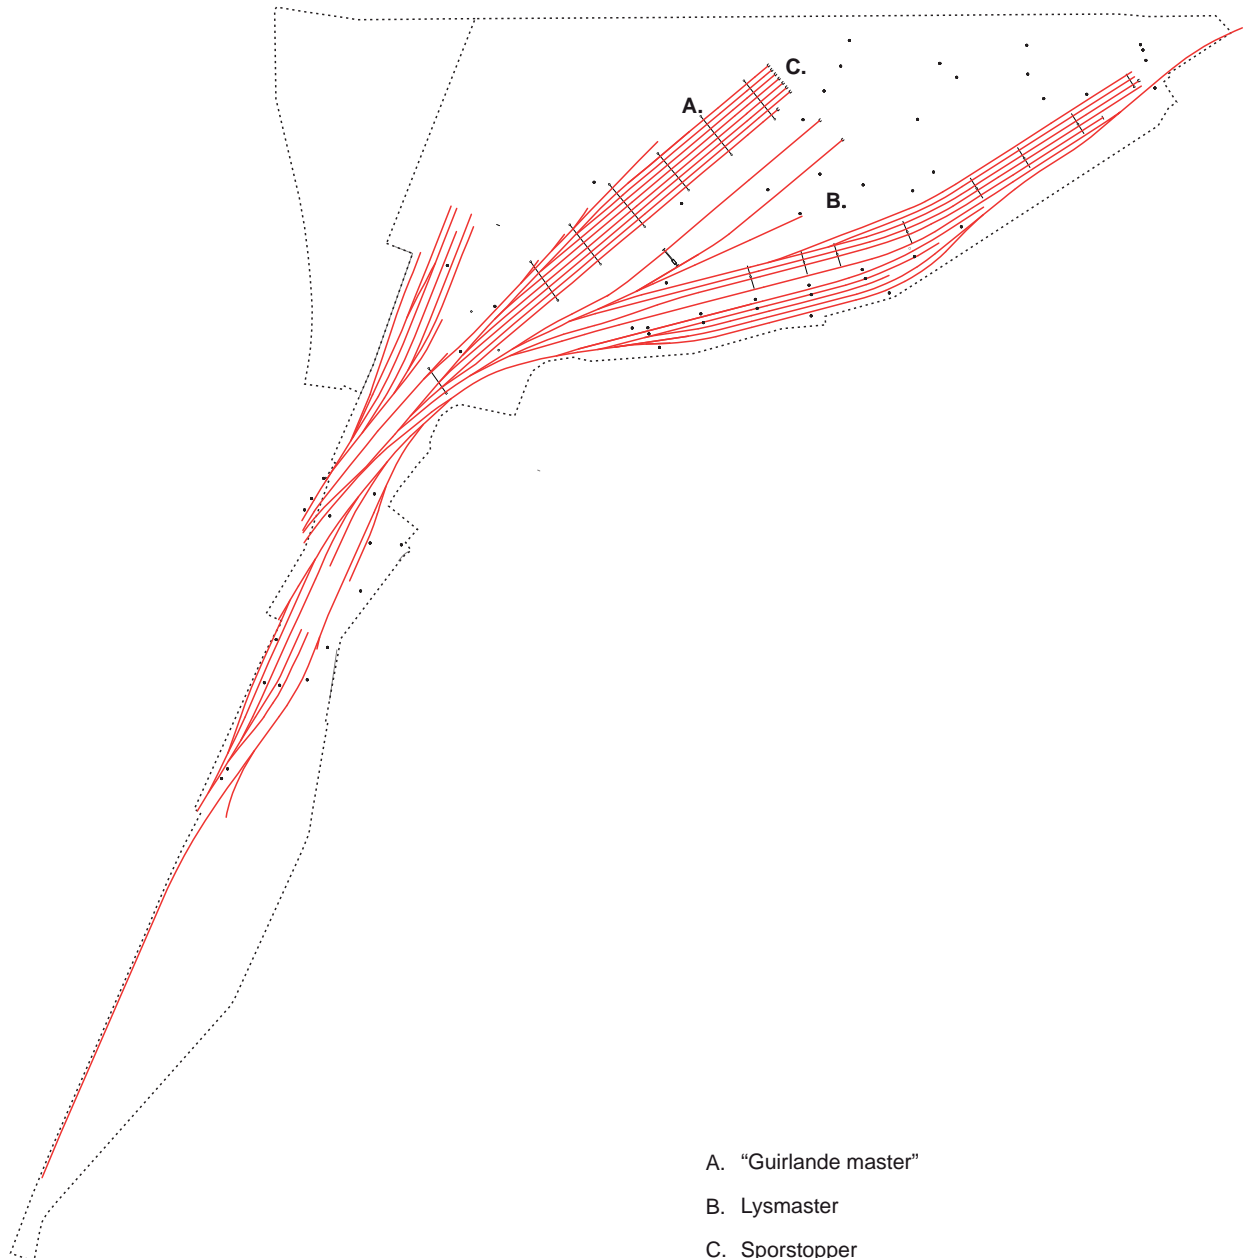 C.
A.
B.
A. “Guirlande master”
B. Lysmaster
C. Sporstopper